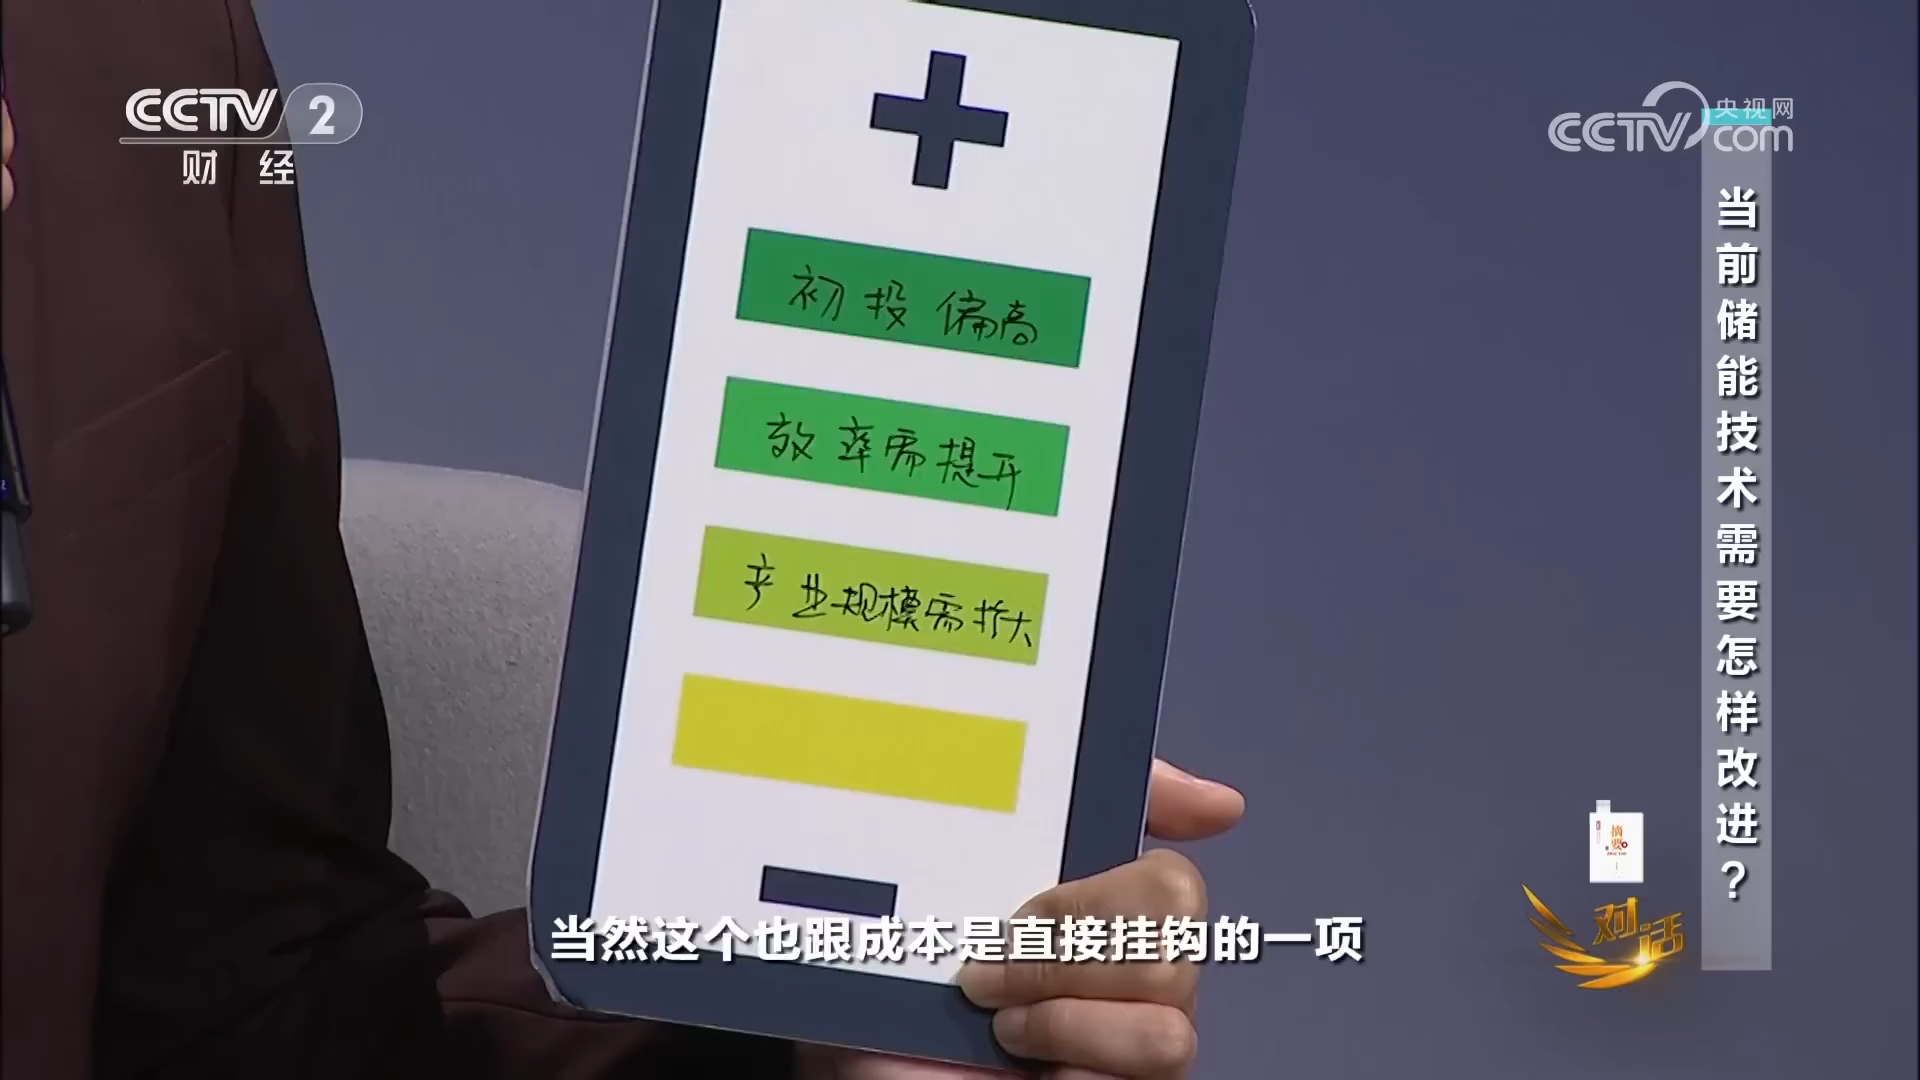 CCTV 2
财 经
央视网
CCTV com
初投偏高
效率需提升
产业规模需扩大
当然这个也跟成本是直接挂钩的一项
当前储能技术需要怎样改进？
摘要
对话